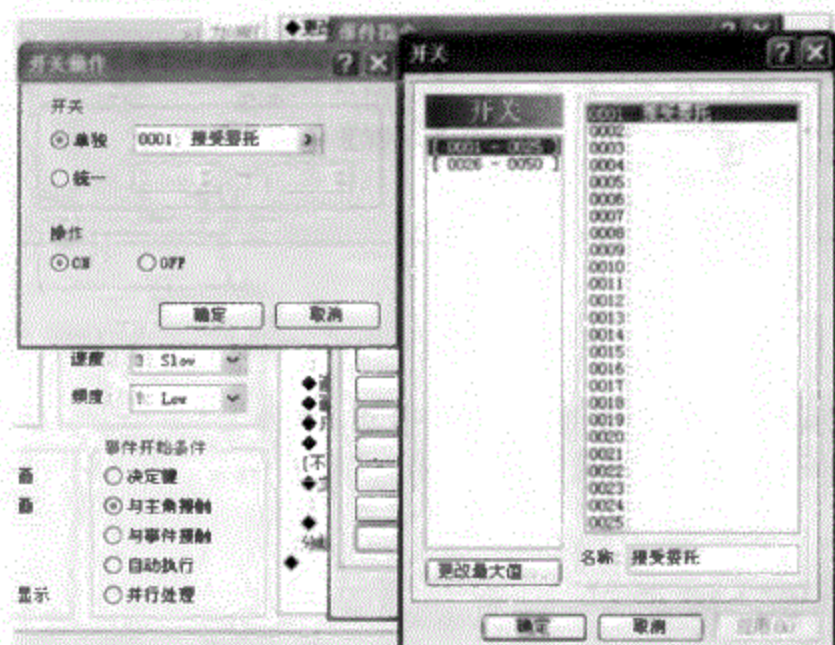 ◆更改
开关操作
开关
单独 0001: 接受委托
统一
操作
ON OFF
确定 取消
速度 3: Slow
频度 2: Low
事件开始条件
决定键
与主角接触
与事件接触
自动执行
并行处理
显示
开关
开关
[ 0001 - 0025 ]
[ 0026 - 0050 ]
更改最大值
0001: 接受委托
0002:
0003:
0004:
0005:
0006:
0007:
0008:
0009:
0010:
0011:
0012:
0013:
0014:
0015:
0016:
0017:
0018:
0019:
0020:
0021:
0022:
0023:
0024:
0025:
名称: 接受委托
确定 取消 应用(A)